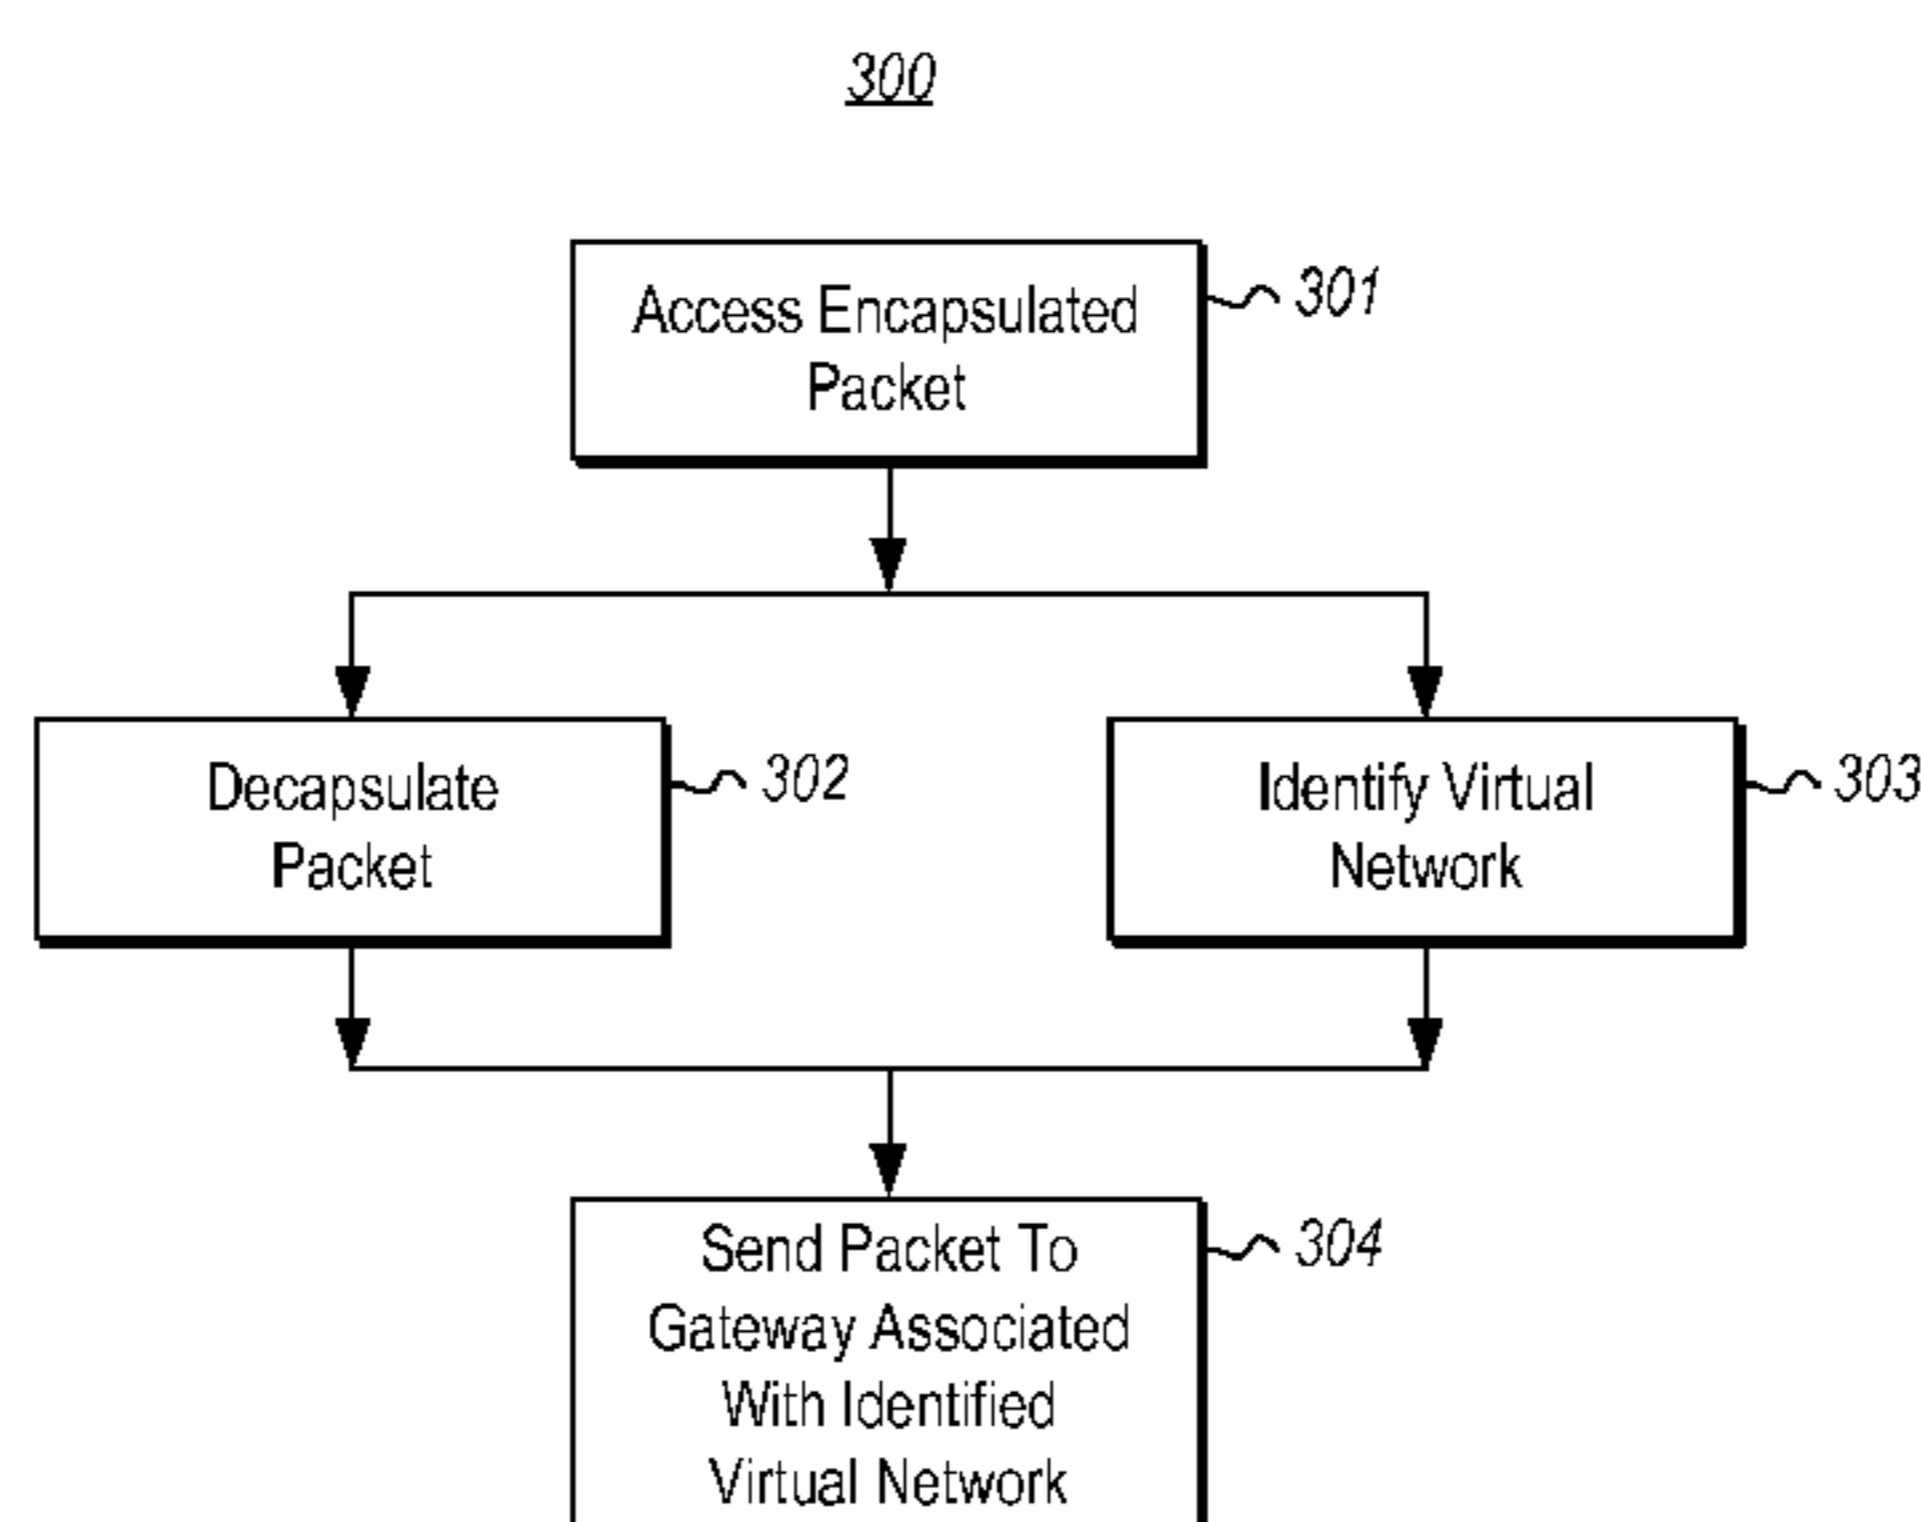 300
Access Encapsulated
Packet
301
Decapsulate
Packet
302
Identify Virtual
Network
303
Send Packet To
Gateway Associated
With Identified
Virtual Network
304